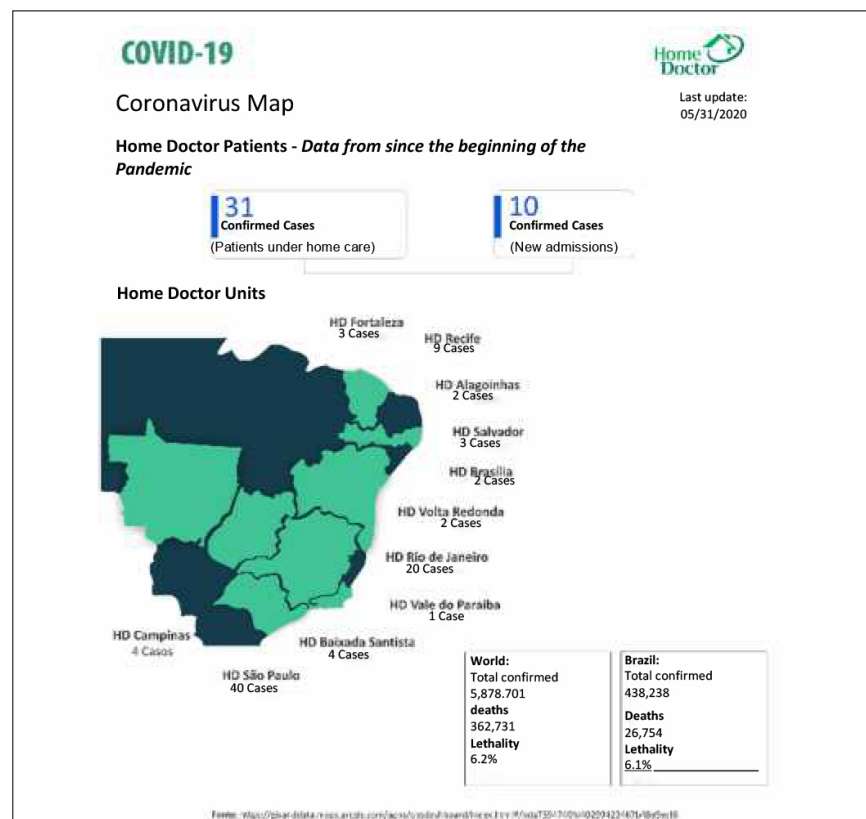 COVID-19
Home
Doctor
Coronavirus Map
Last update:
05/31/2020
Home Doctor Patients - Data from since the beginning of the
Pandemic
31
Confirmed Cases
(Patients under home care)
10
Confirmed Cases
(New admissions)
Home Doctor Units
HD Fortaleza
3 Cases
HD Recife
9 Cases
HD Alagoinhas
2 Cases
HD Salvador
3 Cases
HD Brasília
2 Cases
HD Volta Redonda
2 Cases
HD Rio de Janeiro
20 Cases
HD Vale do Paraiba
1 Case
HD Campinas
4 Casos
HD Baixada Santista
4 Cases
HD São Paulo
40 Cases
World:
Total confirmed
5,878.701
deaths
362,731
Lethality
6.2%
Brazil:
Total confirmed
438,238
Deaths
26,754
Lethality
6.1%
Fonte: